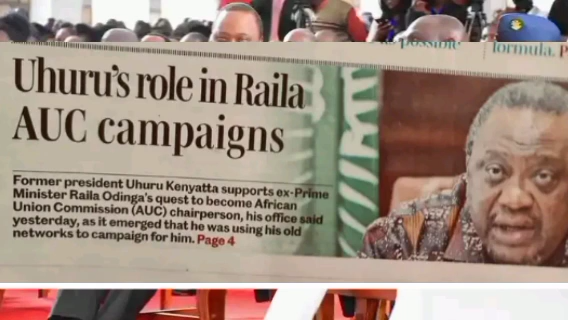 possible
formula.
Uhuru's role in Raila
AUC campaigns
Former president Uhuru Kenyatta supports ex-Prime
Minister Raila Odinga's quest to become African
Union Commission (AUC) chairperson, his office said
yesterday, as it emerged that he was using his old
networks to campaign for him. Page 4